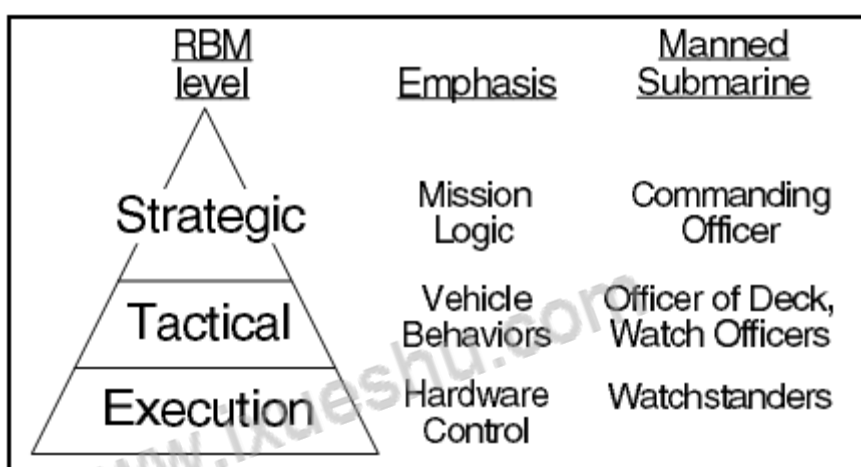 RBM
level
Emphasis
Manned
Submarine
Strategic
Mission
Logic
Commanding
Officer
Tactical
Vehicle
Behaviors
Officer of Deck,
Watch Officers
Execution
Hardware
Control
Watchstanders
www.ixueshu.com